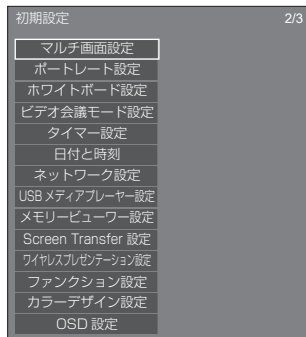 初期設定 2/3
マルチ画面設定
ポートレート設定
ホワイトボード設定
ビデオ会議モード設定
タイマー設定
日付と時刻
ネットワーク設定
USBメディアプレーヤー設定
メモリービューワー設定
Screen Transfer 設定
ワイヤレスプレゼンテーション設定
ファンクション設定
カラーデザイン設定
OSD 設定